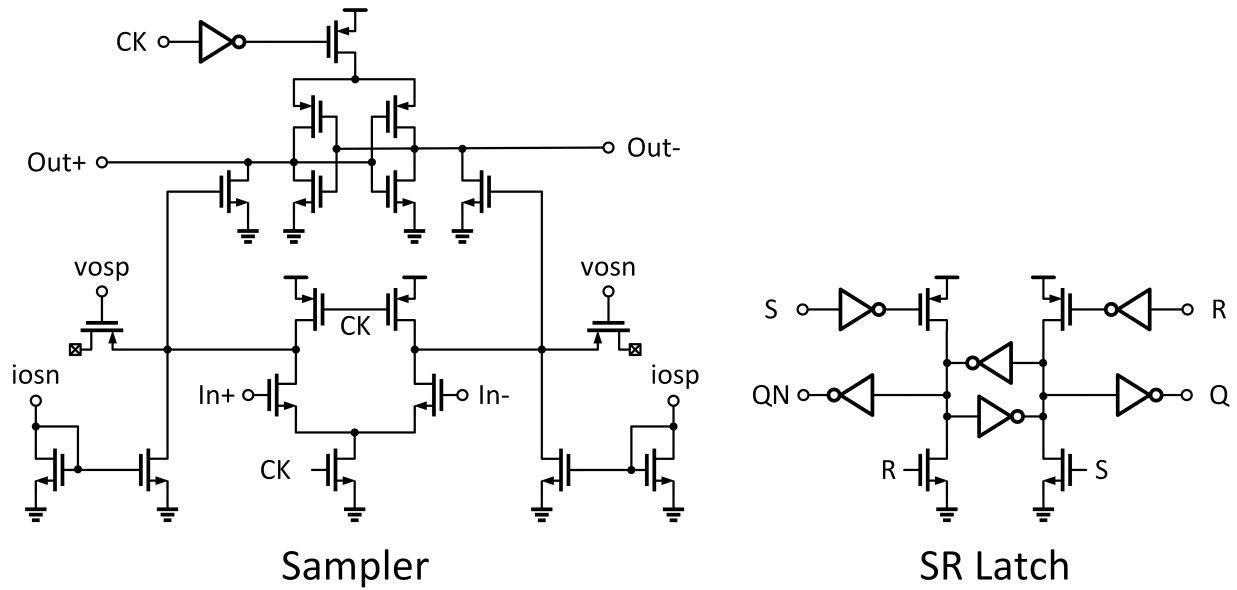 CK
Out+
Out-
vosp
vosn
CK
S
R
iosn
In+
In-
iosp
QN
Q
CK
R
S
Sampler
SR Latch